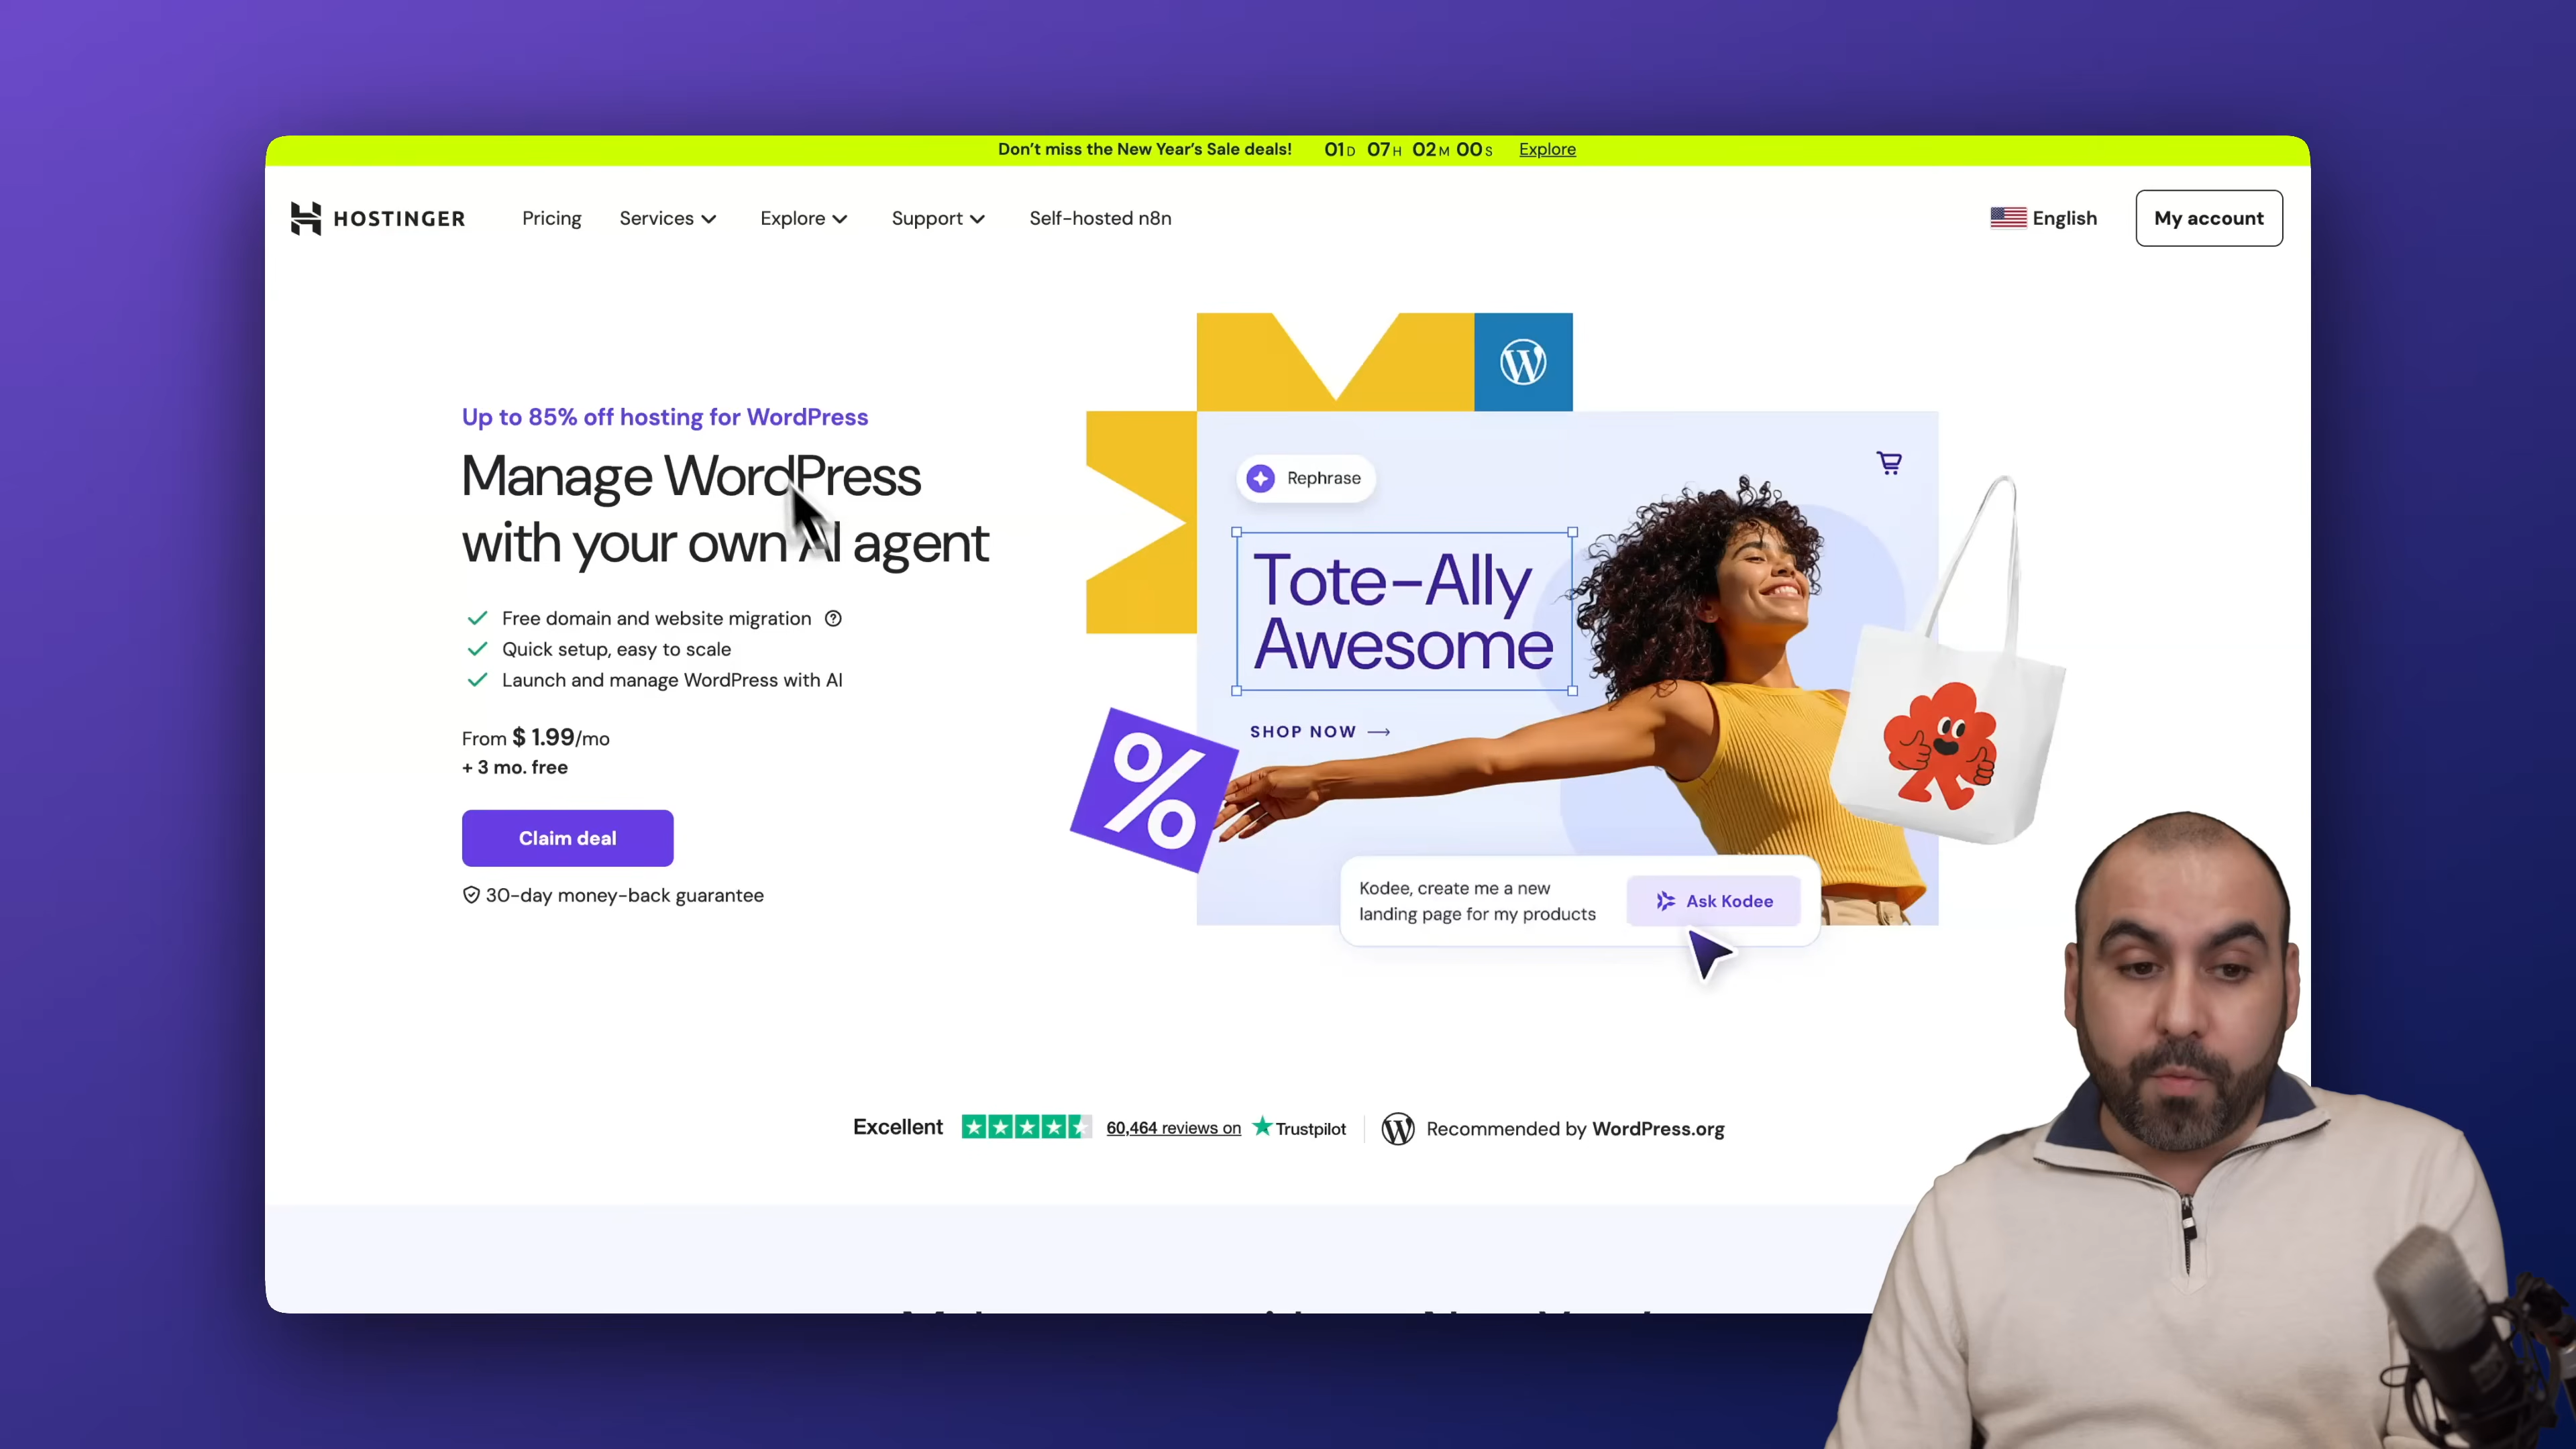 Don't miss the New Year's Sale deals! 01 D 07 H 02 M 00 S Explore
HOSTINGER Pricing Services Explore Support Self-hosted n8n English My account
Up to 85% off hosting for WordPress
Manage WordPress
with your own AI agent
Free domain and website migration
Quick setup, easy to scale
Launch and manage WordPress with AI
From $ 1.99/mo
+ 3 mo. free
Claim deal
30-day money-back guarantee
Rephrase
Tote-Ally
Awesome
SHOP NOW →
%
Kodee, create me a new
landing page for my products
Ask Kodee
Excellent 60,464 reviews on Trustpilot Recommended by WordPress.org